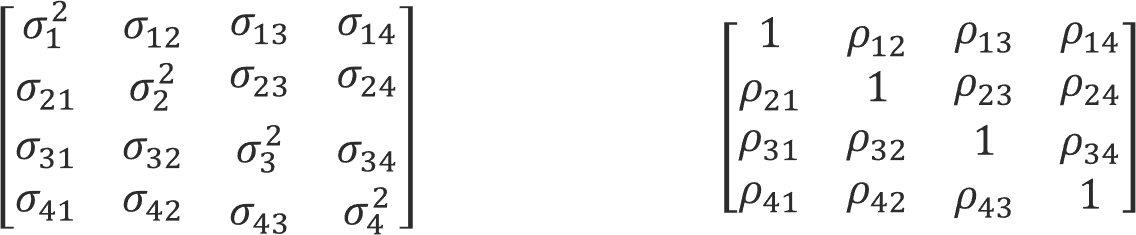 σ₁² σ₁₂ σ₁₃ σ₁₄ 1 ρ₁₂ ρ₁₃ ρ₁₄
σ₂₁ σ₂² σ₂₃ σ₂₄ ρ₂₁ 1 ρ₂₃ ρ₂₄
σ₃₁ σ₃₂ σ₃² σ₃₄ ρ₃₁ ρ₃₂ 1 ρ₃₄
σ₄₁ σ₄₂ σ₄₃ σ₄² ρ₄₁ ρ₄₂ ρ₄₃ 1